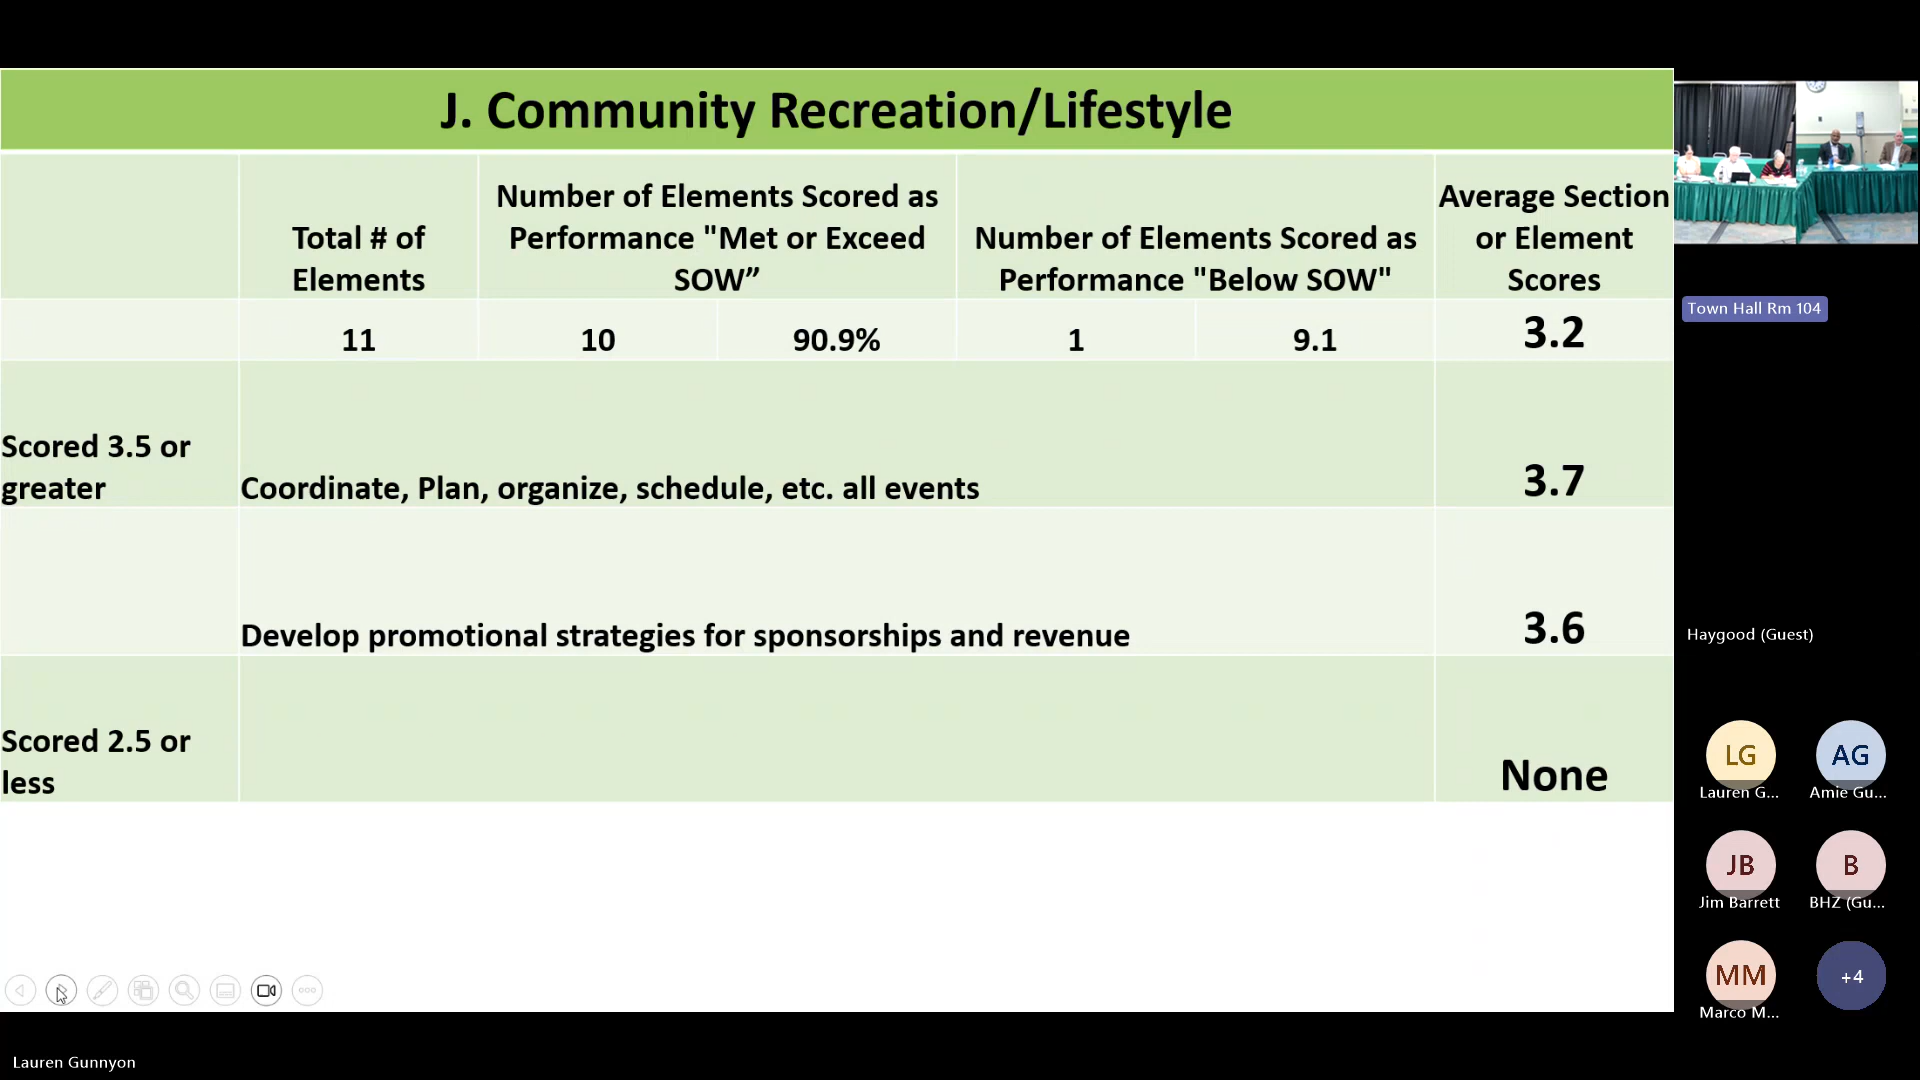 J. Community Recreation/Lifestyle
Total # of
Elements
Number of Elements Scored as
Performance "Met or Exceed
SOW”
Number of Elements Scored as
Performance "Below SOW"
Average Section
or Element
Scores
11
10
90.9%
1
9.1
3.2
Scored 3.5 or
greater
Coordinate, Plan, organize, schedule, etc. all events
3.7
Develop promotional strategies for sponsorships and revenue
3.6
Scored 2.5 or
less
None
Town Hall Rm 104
Haygood (Guest)
LG
Lauren G...
AG
Amie Gu...
JB
Jim Barrett
B
BHZ (Gu...
MM
Marco M...
+4
Lauren Gunnyon